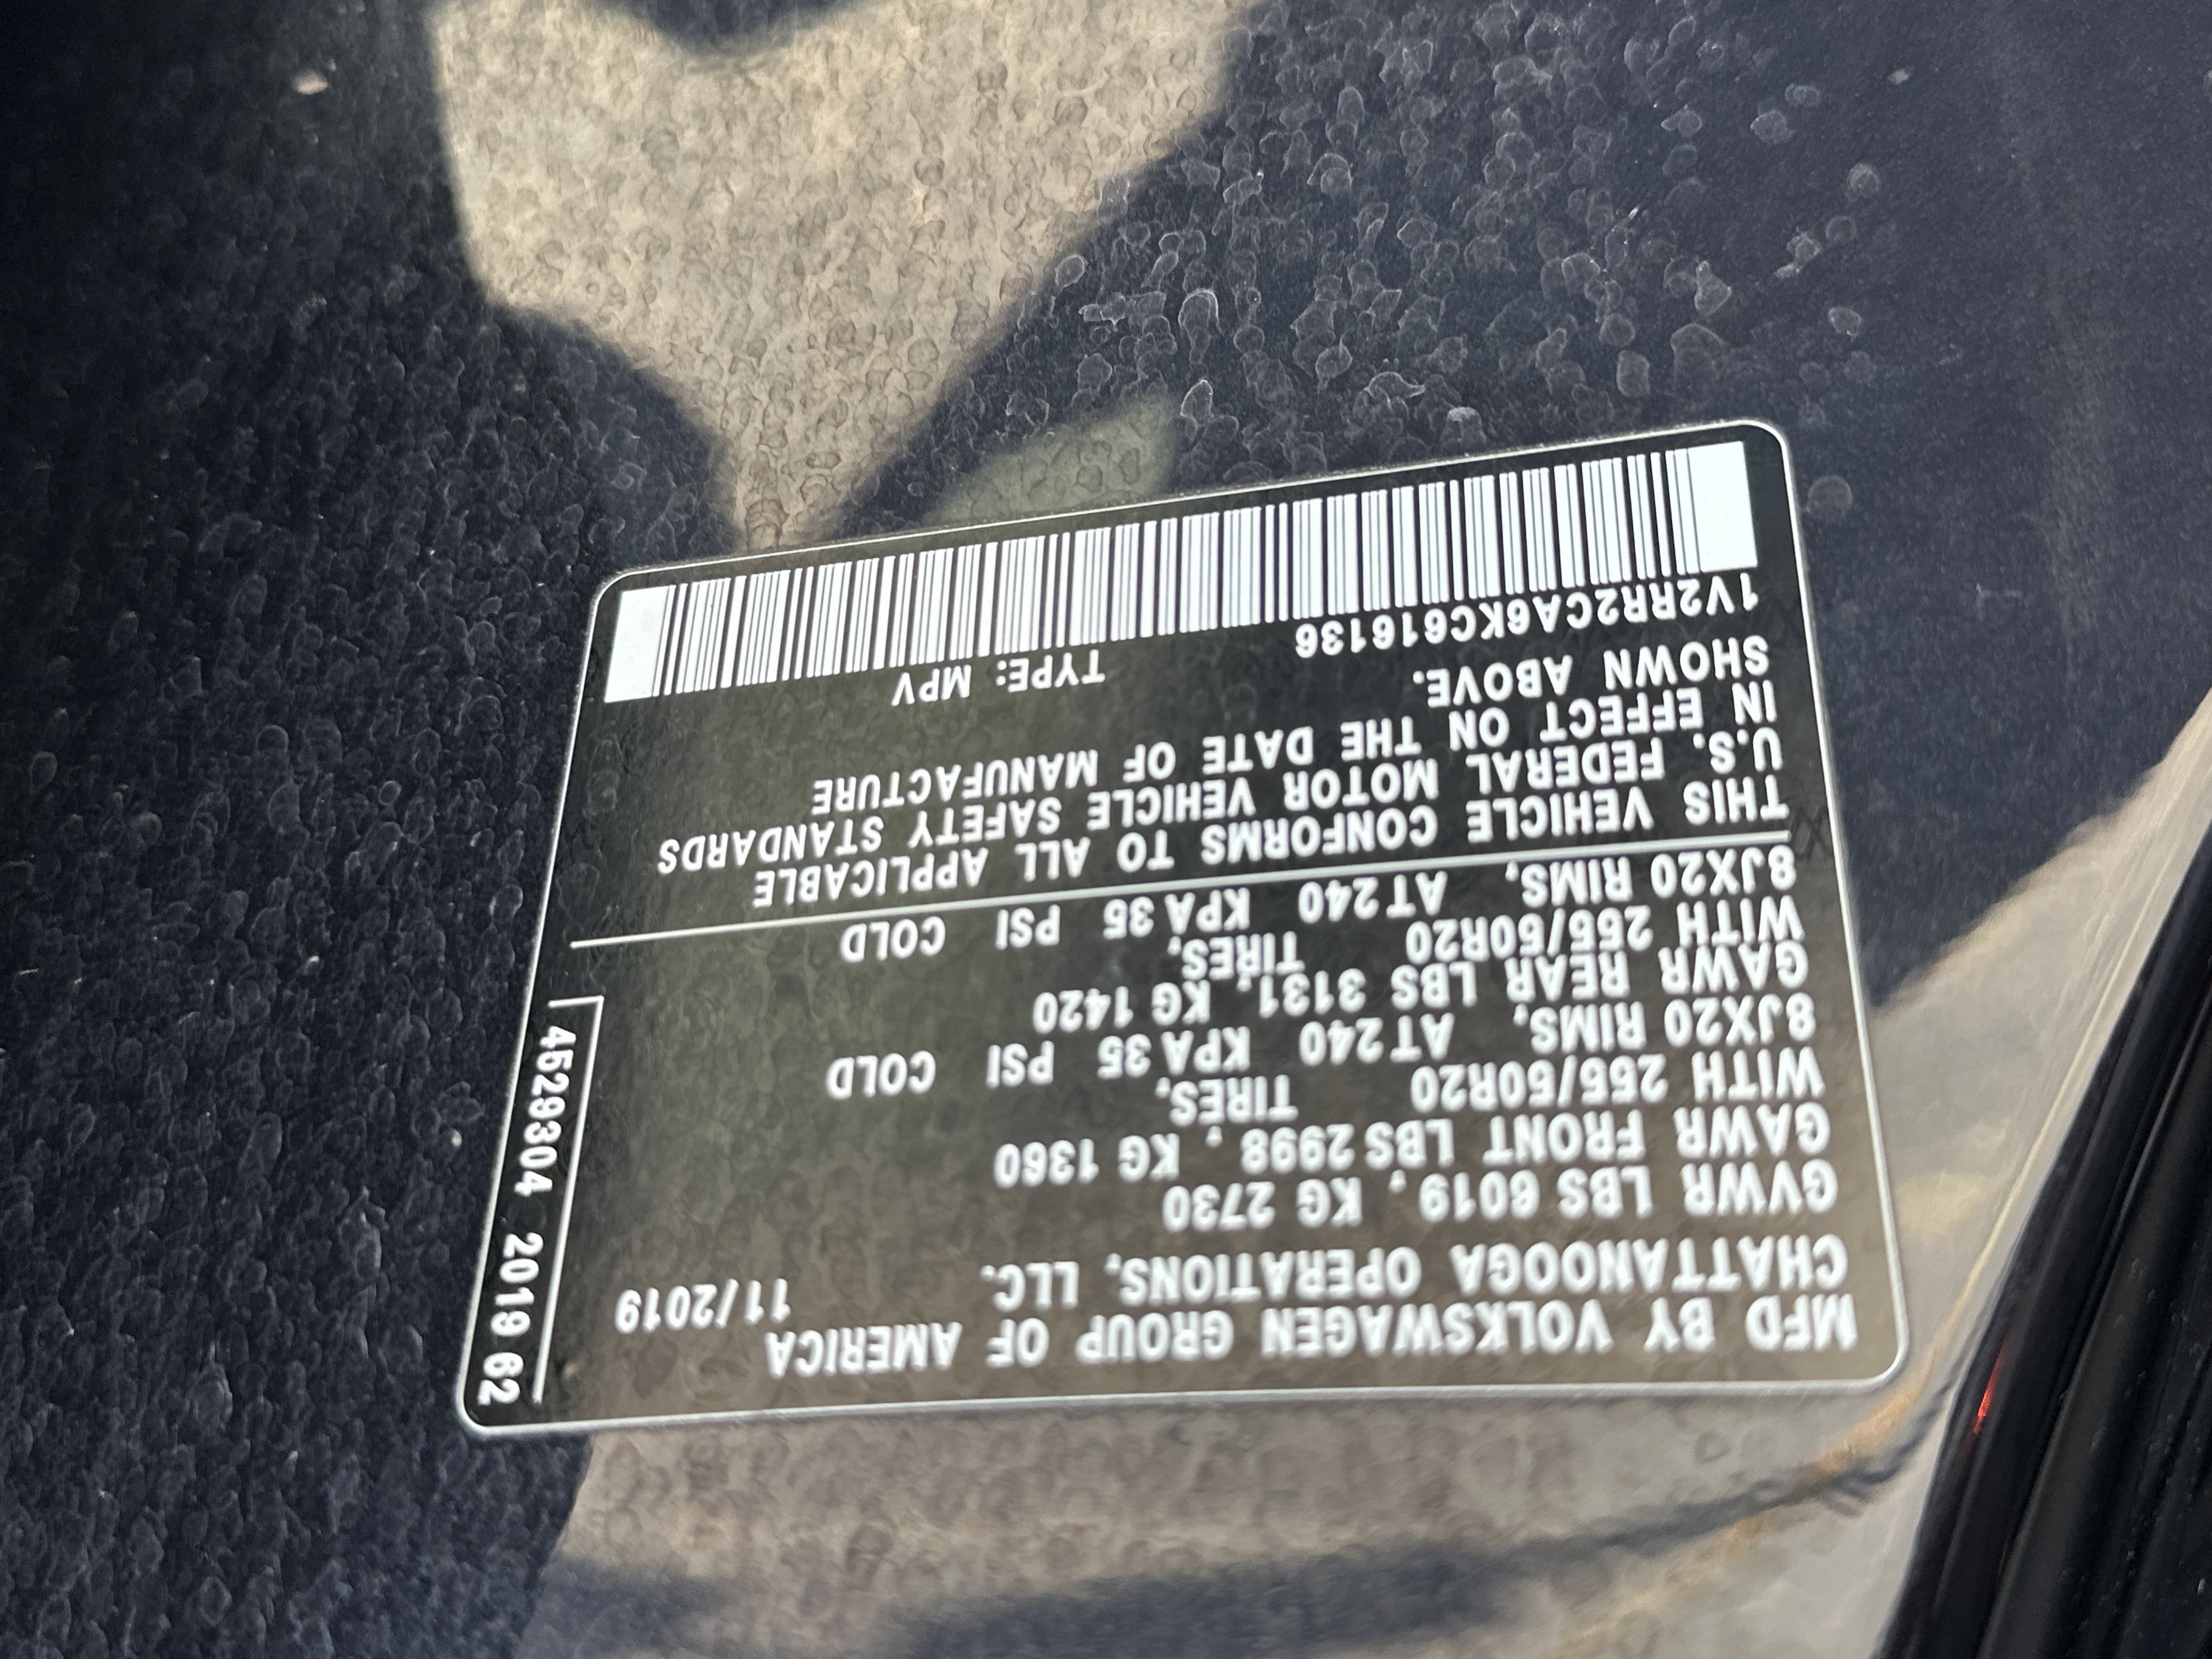 MFD BY VOLKSWAGEN GROUP OF AMERICA
CHATTANOOGA OPERATIONS, LLC. 11/2019
GVWR LBS 6019, KG 2730
GAWR FRONT LBS 2998, KG 1360
WITH 255/50R20 TIRES,
8JX20 RIMS, AT 240 KPA 35 PSI COLD
GAWR REAR LBS 3131, KG 1420
WITH 255/50R20 TIRES,
8JX20 RIMS, AT 240 KPA 35 PSI COLD
THIS VEHICLE CONFORMS TO ALL APPLICABLE
U.S. FEDERAL MOTOR VEHICLE SAFETY STANDARDS
IN EFFECT ON THE DATE OF MANUFACTURE
SHOWN ABOVE.
1V2RR2CA6KC616136 TYPE: MPV
4529304 2019 62